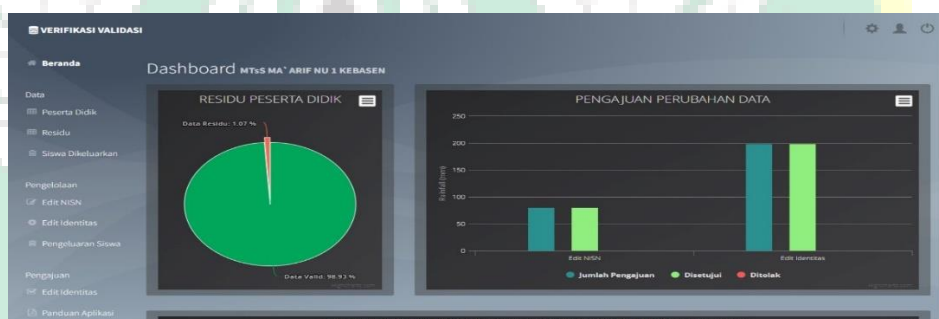 VERIFIKASI VALIDASI
Beranda
Dashboard MTsS MA`ARIF NU 1 KEBASEN
Data
Peserta Didik
Residu
Siswa Dikeluarkan
Pengelolaan
Edit NISN
Edit Identitas
Pengeluaran Siswa
Pengajuan
Edit Identitas
Panduan Aplikasi
RESIDU PESERTA DIDIK
Data Residu: 1.07 %
Data Valid: 98.93 %
PENGAJUAN PERUBAHAN DATA
Rainfall (mm)
250
200
150
100
50
0
Edit NISN
Edit Identitas
Jumlah Pengajuan
Disetujui
Ditolak